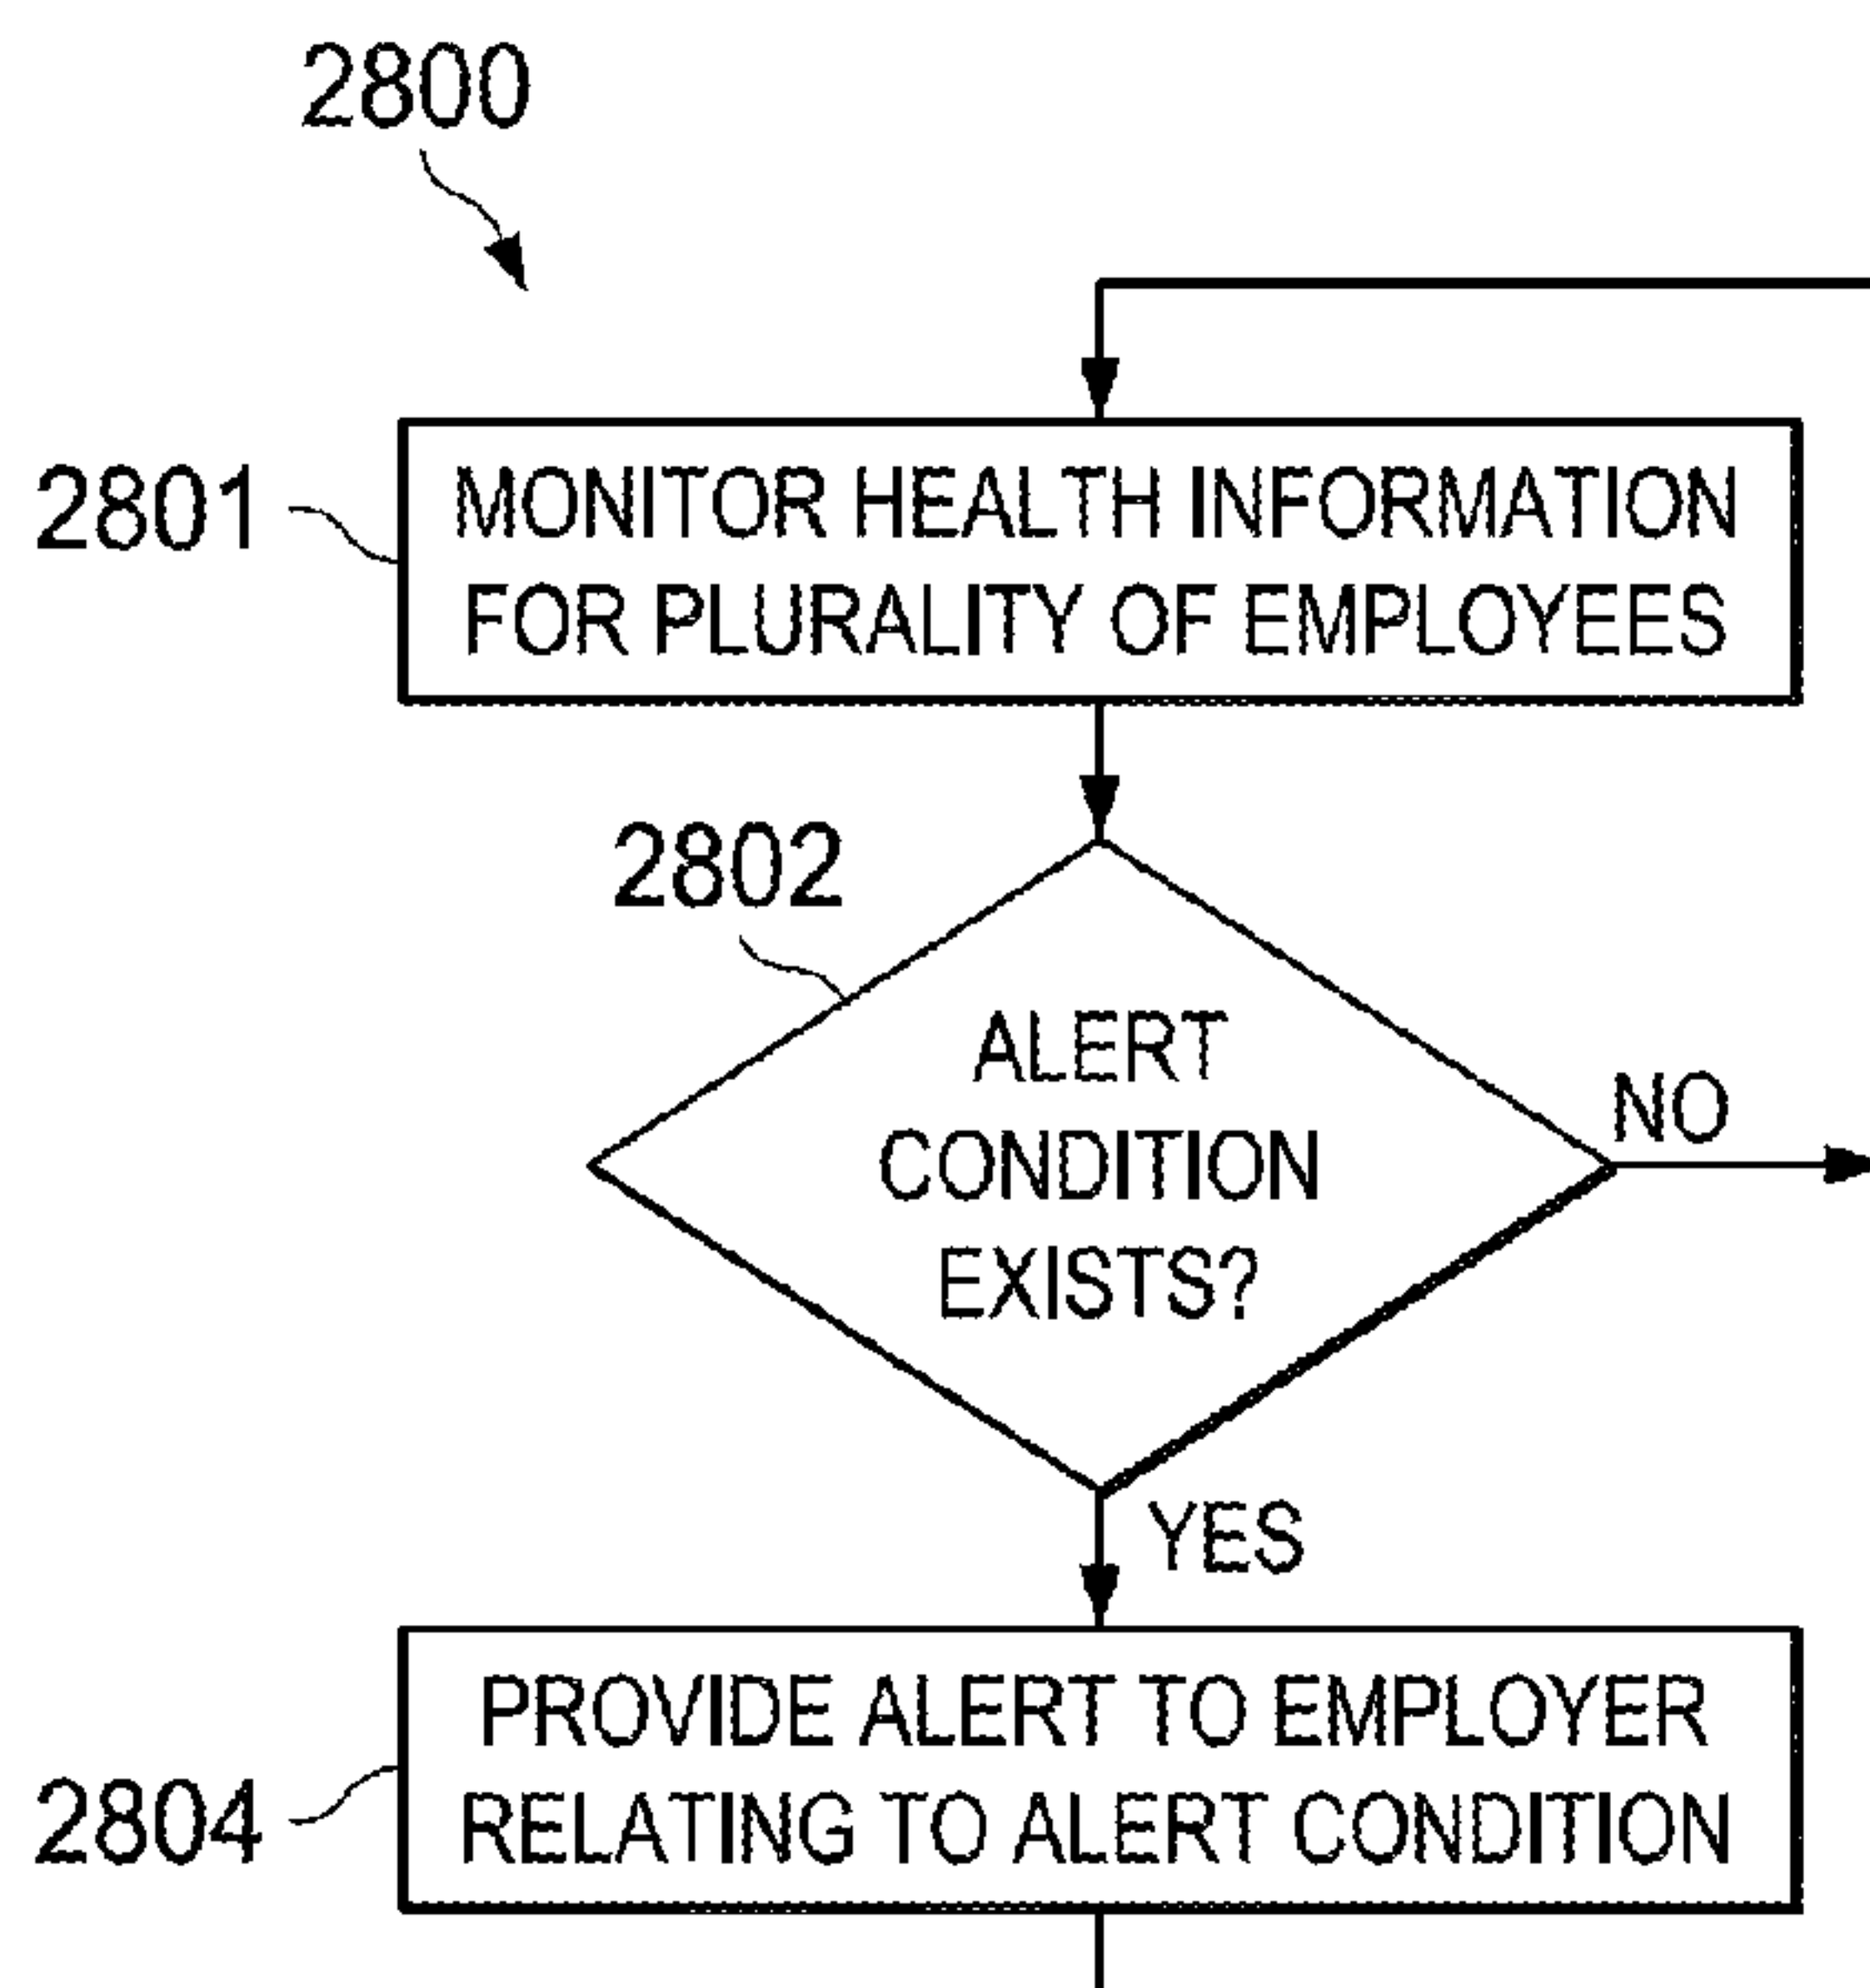 2800
2801
MONITOR HEALTH INFORMATION
FOR PLURALITY OF EMPLOYEES
2802
ALERT
CONDITION
EXISTS?
NO
YES
2804
PROVIDE ALERT TO EMPLOYER
RELATING TO ALERT CONDITION